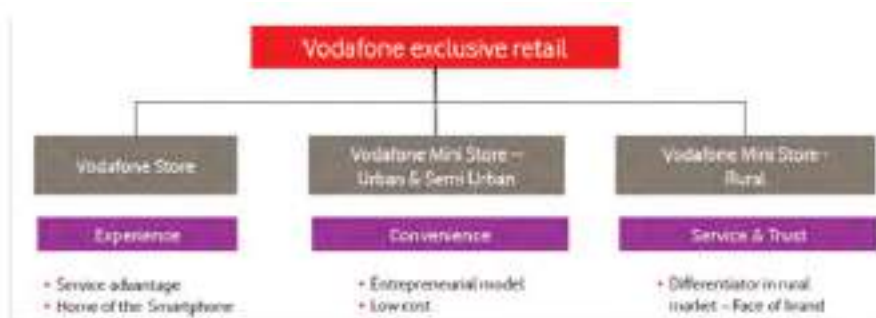 Vodafone exclusive retail
Vodafone Store
Vodafone Mini Store –
Urban & Semi Urban
Vodafone Mini Store -
Rural
Experience
Convenience
Service & Trust
• Service advantage
• Home of the Smartphone
• Entrepreneurial model
• Low cost
• Differentiator in rural
market – Face of brand